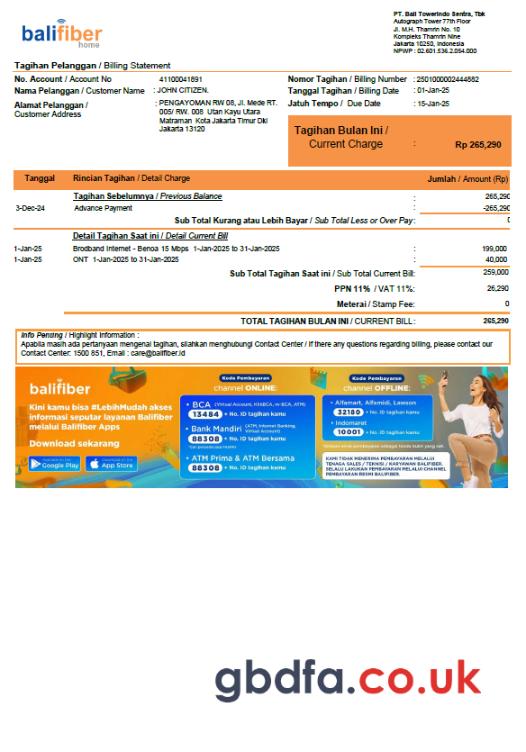 balifiber
home
PT. Bali Towerindo Sentra, Tbk
Autograph Tower 77th Floor
Jl. M.H. Thamrin No. 10
Kompleks Thamrin Nine
Jakarta 10250, Indonesia
NPWP : 02.601.536.2.054.000
Tagihan Pelanggan / Billing Statement
No. Account / Account No 41100041891
Nama Pelanggan / Customer Name : JOHN CITIZEN.
Alamat Pelanggan / Customer Address : PENGAYOMAN RW 08, Jl. Mede RT.
005/ RW. 008 Utan Kayu Utara
Matraman Kota Jakarta Timur DKI
Jakarta 13120
Nomor Tagihan / Billing Number : 2501000002444882
Tanggal Tagihan / Billing Date : 01-Jan-25
Jatuh Tempo / Due Date : 15-Jan-25
Tagihan Bulan Ini /
Current Charge : Rp 265,290
Tanggal Rincian Tagihan / Detail Charge Jumlah / Amount (Rp)
Tagihan Sebelumnya / Previous Balance : 265,290
3-Dec-24 Advance Payment : -265,290
Sub Total Kurang atau Lebih Bayar / Sub Total Less or Over Pay: 0
Detail Tagihan Saat ini / Detail Current Bill
1-Jan-25 Brodband Internet - Benoa 15 Mbps 1-Jan-2025 to 31-Jan-2025 : 199,000
1-Jan-25 ONT 1-Jan-2025 to 31-Jan-2025 : 40,000
Sub Total Tagihan Saat ini / Sub Total Current Bill: 259,000
PPN 11% / VAT 11%: 26,290
Meterai / Stamp Fee: 0
TOTAL TAGIHAN BULAN INI / CURRENT BILL: 265,290
Info Penting / Highlight Information :
Apabila masih ada pertanyaan mengenai tagihan, silahkan menghubungi Contact Center / If there any questions regarding billing, please contact our
Contact Center: 1500 851, Email : care@balifiber.id
balifiber
Kini kamu bisa #LebihMudah akses
informasi seputar layanan Balifiber
melalui Balifiber Apps
Download sekarang
Google Play
App Store
Kode Pembayaran
channel ONLINE:
• BCA (Virtual Account, KlikBCA, m-BCA, ATM)
13484 + No. ID tagihan kamu
• Bank Mandiri (ATM, Internet Banking, Virtual Account)
88308 + No. ID tagihan kamu
• ATM Prima & ATM Bersama
88308 + No. ID tagihan kamu
Kode Pembayaran
channel OFFLINE:
• Alfamart, Alfamidi, Lawson
32180 + No. ID tagihan kamu
• Indomaret
10001 + No. ID tagihan kamu
KAMI TIDAK MENERIMA PEMBAYARAN MELALUI
TENAGA SALES / TEKNISI / KARYAWAN BALIFIBER.
SELALU LAKUKAN PEMBAYARAN MELALUI CHANNEL
PEMBAYARAN RESMI BALIFIBER.
gbdfa.co.uk